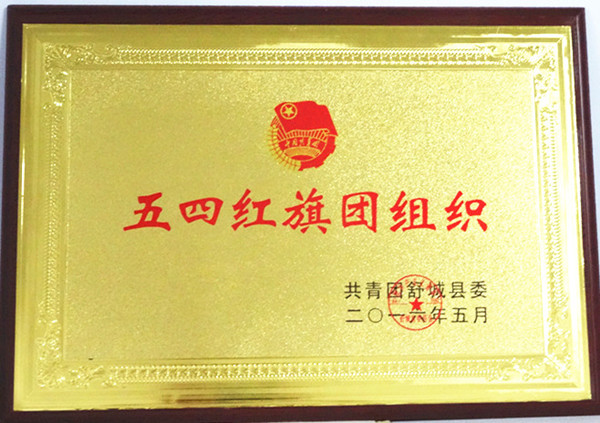 五四红旗团组织
共青团舒城县委
二〇一六年五月